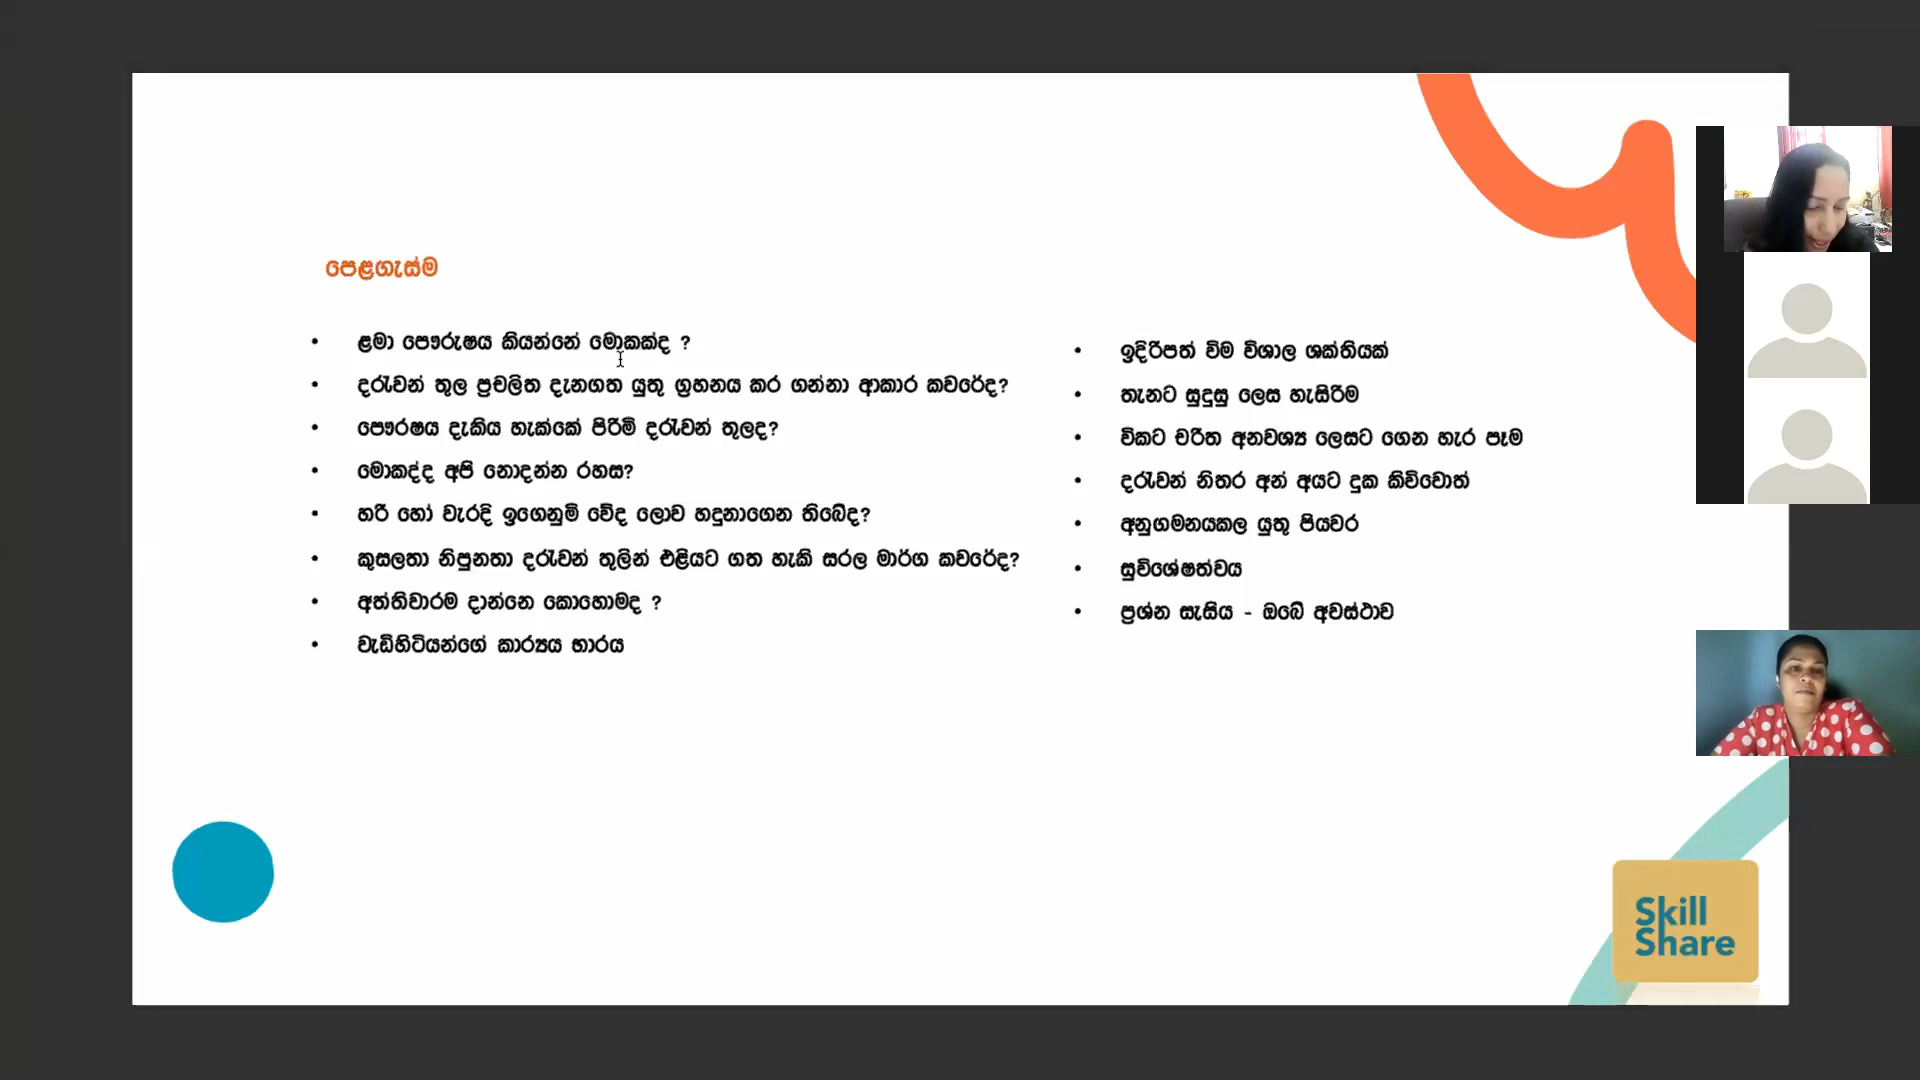 පෙළගැස්ම
• ළමා පෞරුෂය කියන්නේ මොකක්ද ?
• දරුවන් තුල ප්‍රචලිත දැනගත යුතු ග්‍රහනය කර ගන්නා ආකාර කවරේද?
• පෞරෂය දැකිය හැක්කේ පිරිමි දරුවන් තුලද?
• මොකද්ද අපි නොදන්න රහස?
• හරි හෝ වැරදි ඉගෙනුම් වේද ලොව හඳුනාගෙන තිබේද?
• කුසලතා නිපුනතා දරුවන් තුලින් එළියට ගත හැකි සරල මාර්ග කවරේද?
• අත්තිවාරම දාන්නෙ කොහොමද ?
• වැඩිහිටියන්ගේ කාර්‍යය භාරය
• ඉදිරිපත් විම විශාල ශක්තියක්
• තැනට සුදුසු ලෙස හැසිරිම
• විකට චරිත අනවශ්‍ය ලෙසට ගෙන හැර පෑම
• දරුවන් නිතර අන් අයට දුක කිව්වොත්
• අනුගමනයකල යුතු පියවර
• සුවිශේෂත්වය
• ප්‍රශ්න සැසිය - ඔබේ අවස්ථාව
Skill
Share